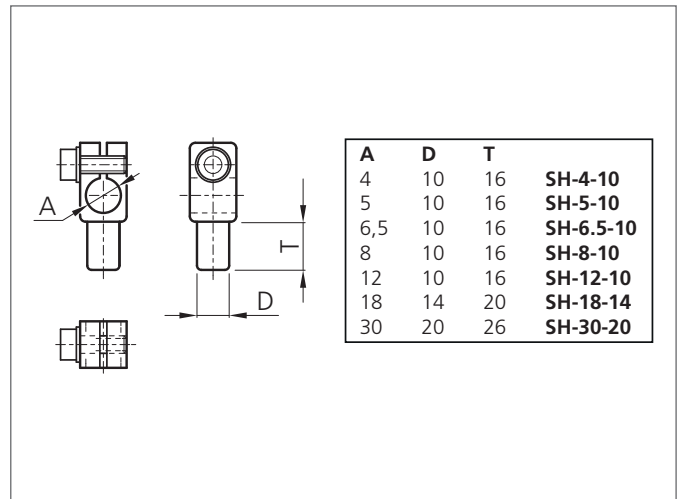 A
T
D
A D T
4 10 16 SH-4-10
5 10 16 SH-5-10
6,5 10 16 SH-6.5-10
8 10 16 SH-8-10
12 10 16 SH-12-10
18 14 20 SH-18-14
30 20 26 SH-30-20